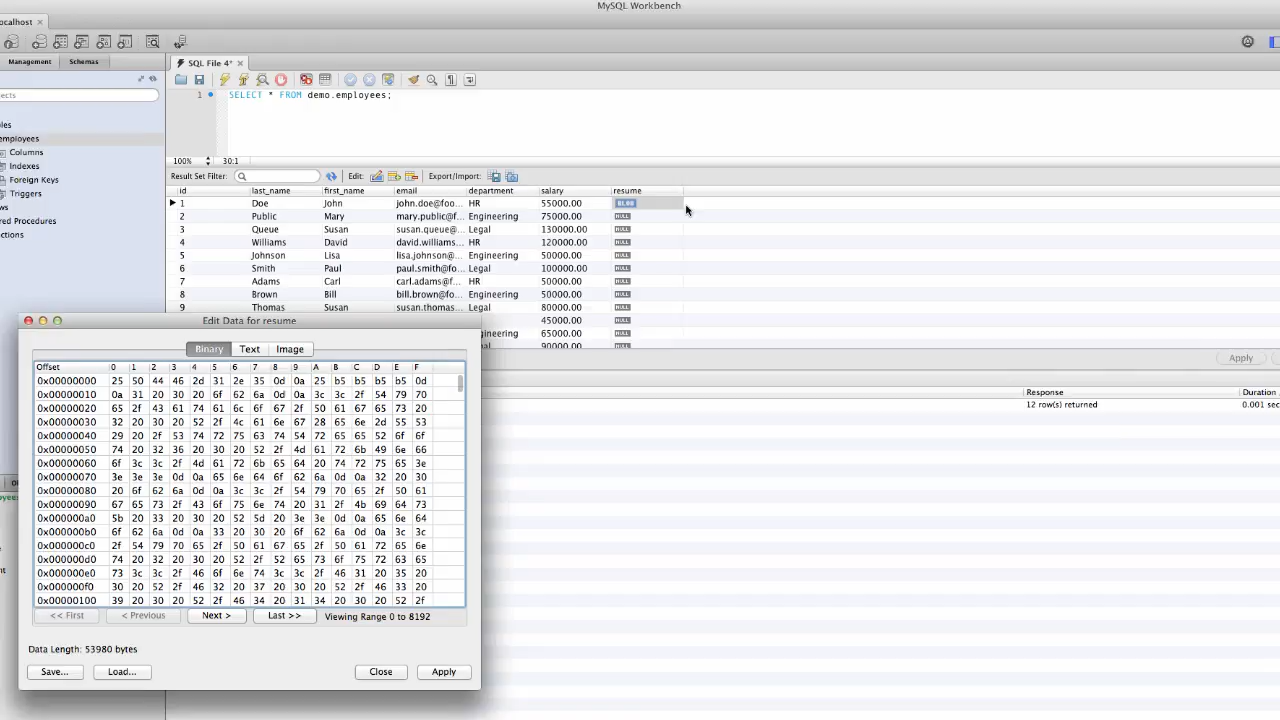 MySQL Workbench
ocalhost ×
Management Schemas
SQL File 4* ×
ects
1 SELECT * FROM demo.employees;
les
employees
Columns
Indexes
Foreign Keys
Triggers
ws
red Procedures
ctions
100% 30:1
Result Set Filter: Edit: Export/Import:
id last_name first_name email department salary resume
1 Doe John john.doe@foo... HR 55000.00 BLOB
2 Public Mary mary.public@f... Engineering 75000.00 NULL
3 Queue Susan susan.queue@... Legal 130000.00 NULL
4 Williams David david.williams... HR 120000.00 NULL
5 Johnson Lisa lisa.johnson@... Engineering 50000.00 NULL
6 Smith Paul paul.smith@fo... Legal 100000.00 NULL
7 Adams Carl carl.adams@f... HR 80000.00 NULL
8 Brown Bill bill.brown@fo... Engineering 50000.00 NULL
9 Thomas Susan susan.thomas... Legal 80000.00 NULL
45000.00 NULL
gineering 65000.00 NULL
gal 90000.00 NULL
Apply
Response Duration
12 row(s) returned 0.001 sec
Edit Data for resume
Binary Text Image
Offset 0 1 2 3 4 5 6 7 8 9 A B C D E F
0x00000000 25 50 44 46 2d 31 2e 35 0d 0a 25 b5 b5 b5 b5 0d
0x00000010 0a 31 20 30 20 6f 62 6a 0d 0a 3c 3c 2f 54 79 70
0x00000020 65 2f 43 61 74 61 6c 6f 67 2f 50 61 67 65 73 20
0x00000030 32 20 30 20 52 2f 4c 61 6e 67 28 65 6e 2d 55 53
0x00000040 29 20 2f 53 74 72 75 63 74 54 72 65 65 52 6f 6f
0x00000050 74 20 32 36 20 30 20 52 2f 4d 61 72 6b 49 6e 66
0x00000060 6f 3c 3c 2f 4d 61 72 6b 65 64 20 74 72 75 65 3e
0x00000070 3e 3e 3e 0d 0a 65 6e 64 6f 62 6a 0d 0a 32 20 30
0x00000080 20 6f 62 6a 0d 0a 3c 3c 2f 54 79 70 65 2f 50 61
0x00000090 67 65 73 2f 43 6f 75 6e 74 20 31 2f 4b 69 64 73
0x000000a0 5b 20 33 20 30 20 52 5d 20 3e 3e 0d 0a 65 6e 64
0x000000b0 6f 62 6a 0d 0a 33 20 30 20 6f 62 6a 0d 0a 3c 3c
0x000000c0 2f 54 79 70 65 2f 50 61 67 65 2f 50 61 72 65 6e
0x000000d0 74 20 32 20 30 20 52 2f 52 65 73 6f 75 72 63 65
0x000000e0 73 3c 3c 2f 46 6f 6e 74 3c 3c 2f 46 31 20 35 20
0x000000f0 30 20 52 2f 46 32 20 37 20 30 20 52 2f 46 33 20
0x00000100 39 20 30 20 52 2f 46 34 20 31 34 20 30 20 52 2f
<< First < Previous Next > Last >> Viewing Range 0 to 8192
Data Length: 53980 bytes
Save... Load... Close Apply